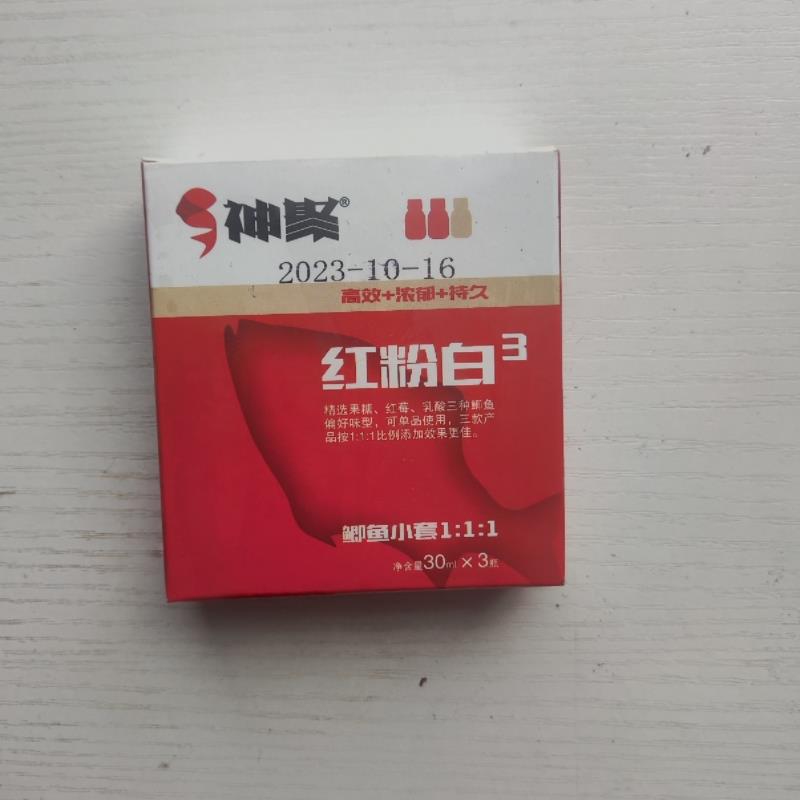 神聚®
2023-10-16
高效+浓郁+持久
红粉白³
精选果糖、红莓、乳酸三种鲫鱼
偏好味型，可单品使用，三款产
品按1:1:1比例添加效果更佳。
鲫鱼小套1:1:1
净含量30ml×3瓶